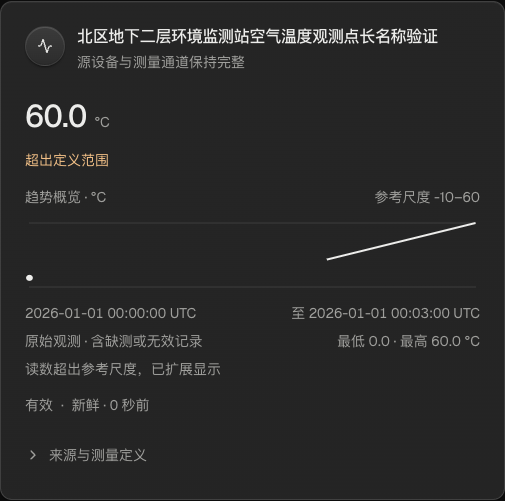 北区地下二层环境监测站空气温度观测点长名称验证
源设备与测量通道保持完整
60.0 °C
超出定义范围
趋势概览 · °C 参考尺度 -10–60
2026-01-01 00:00:00 UTC 至 2026-01-01 00:03:00 UTC
原始观测 · 含缺测或无效记录 最低 0.0 · 最高 60.0 °C
读数超出参考尺度，已扩展显示
有效 · 新鲜 · 0 秒前
来源与测量定义